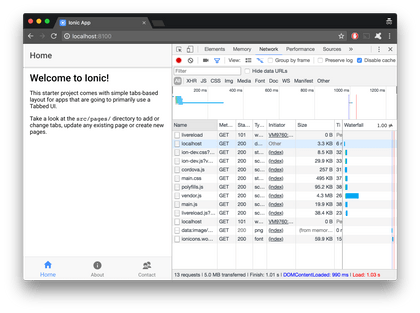 Ionic App
localhost:8100
Home
Welcome to Ionic!
This starter project comes with simple tabs-based
layout for apps that are going to primarily use a
Tabbed UI.
Take a look at the src/pages/ directory to add or
change tabs, update any existing page or create new
pages.
Home About Contact
Elements Memory Network Performance Sources
View: Group by frame Preserve log Disable cache
Filter Hide data URLs
All XHR JS CSS Img Media Font Doc WS Manifest Other
200 ms 400 ms 600 ms 800 ms 1000 ms
Name Met... Sta... Ty... Initiator Size Ti Waterfall 1.00
livereload GET 101 w... VM9760:... 0 B Pe
localhost GET 200 d... Other 3.3 KB 6
ion-dev.css?... GET 200 st... (index) 8.5 KB 32
ion-dev.js?v... GET 200 sc... (index) 29.9 KB 33
cordova.js GET 200 sc... (index) 257 B 31
main.css GET 200 st... (index) 495 KB 37
polyfills.js GET 200 sc... (index) 95.2 KB 38
vendor.js GET 200 sc... (index) 4.3 MB 26
main.js GET 200 sc... (index) 19.9 KB 38
livereload.js?... GET 200 sc... (index) 38.4 KB 23
localhost GET 101 w... VM9760:... 0 B Pe
data:image/... GET 200 png (index) (from memor...
ionicons.wo... GET 200 font (index) 59.9 KB 15
13 requests | 5.0 MB transferred | Finish: 1.01 s | DOMContentLoaded: 990 ms | Load: 1.03 s